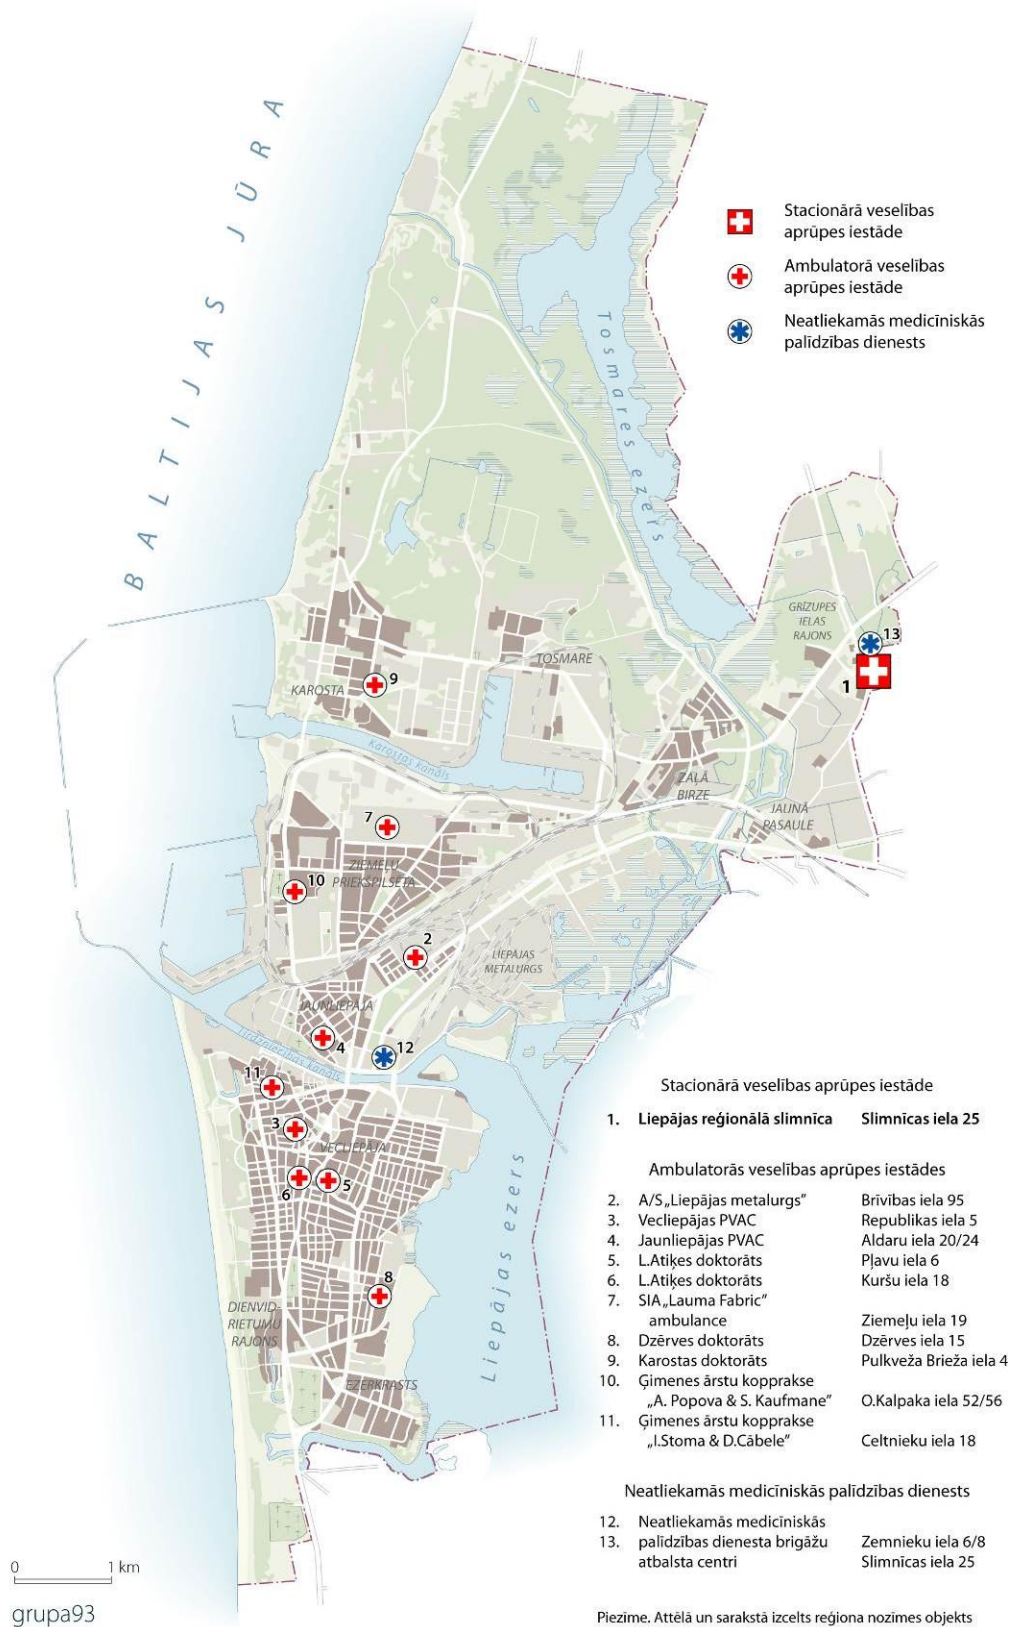 BALTIJAS JŪRA
Stacionārā veselības
aprūpes iestāde
Ambulatorā veselības
aprūpes iestāde
Neatliekamās medicīniskās
palīdzības dienests
Tosmares ezers
GRĪZUPES
IELAS
RAJONS
13
1
TOSMARE
9
KAROSTA
Karostas kanāls
ZAĻĀ
BIRZE
JAUNĀ
PASAULE
7
ZIEMEĻU
PRIEKŠPILSĒTA
10
2
LIEPĀJAS
METALURGS
JAUNLIEPĀJA
4
12
Tirdzniecības kanāls
11
3
VECLIEPĀJA
6
5
8
Liepājas ezers
DIENVID-
RIETUMU
RAJONS
EZERKRASTS
Stacionārā veselības aprūpes iestāde
1. Liepājas reģionālā slimnīca Slimnīcas iela 25
Ambulatorās veselības aprūpes iestādes
2. A/S„Liepājas metalurgs” Brīvības iela 95
3. Vecliepājas PVAC Republikas iela 5
4. Jaunliepājas PVAC Aldaru iela 20/24
5. L.Atiķes doktorāts Pļavu iela 6
6. L.Atiķes doktorāts Kuršu iela 18
7. SIA„Lauma Fabric”
ambulance Ziemeļu iela 19
8. Dzērves doktorāts Dzērves iela 15
9. Karostas doktorāts Pulkveža Brieža iela 4
10. Ģimenes ārstu kopprakse
„A. Popova & S. Kaufmane” O.Kalpaka iela 52/56
11. Ģimenes ārstu kopprakse
„I.Stoma & D.Cābele” Celtnieku iela 18
Neatliekamās medicīniskās palīdzības dienests
12. Neatliekamās medicīniskās
13. palīdzības dienesta brigāžu Zemnieku iela 6/8
atbalsta centri Slimnīcas iela 25
0 1 km
grupa93
Piezīme. Attēlā un sarakstā izcelts reģiona nozīmes objekts